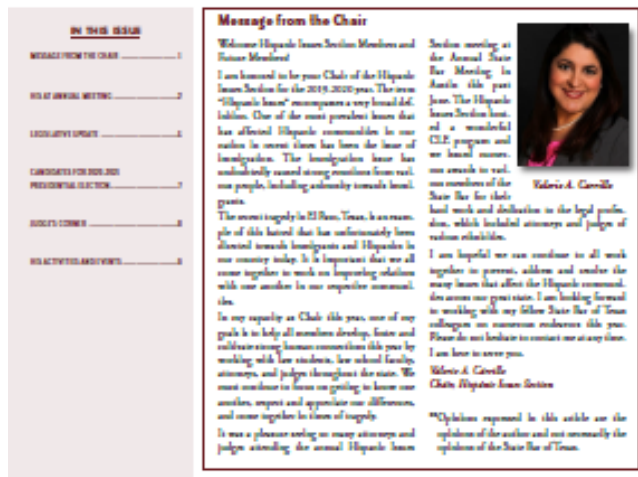 IN THIS ISSUE
MESSAGE FROM THE CHAIR 1
HIS AT ANNUAL MEETING 2
LEGISLATIVE UPDATE 5
CANDIDATES FOR 2020-2021
PRESIDENTIAL ELECTION 7
JUDGE'S CORNER 8
HIS ACTIVITIES AND EVENTS 9
Message from the Chair
Welcome Hispanic Issues Section Members and
Future Members!
I am honored to be your Chair of the Hispanic
Issues Section for the 2019-2020 year. The term
"Hispanic Issues" encompasses a very broad def-
inition. One of the most prevalent issues that
has affected Hispanic communities in our
nation in recent times has been the issue of
immigration. The immigration issue has
undoubtedly caused strong emotions from vari-
ous people, including animosity towards immi-
grants.
The recent tragedy in El Paso, Texas, is an exam-
ple of this hatred that has unfortunately been
directed towards immigrants and Hispanics in
our country today. It is important that we all
come together to work on improving relations
with one another in our respective communi-
ties.
In my capacity as Chair this year, one of my
goals is to help all members develop, foster and
cultivate strong human connections this year by
working with law students, law school faculty,
attorneys, and judges throughout the state. We
must continue to focus on getting to know one
another, respect and appreciate our differences,
and come together in times of tragedy.
It was a pleasure seeing so many attorneys and
judges attending the annual Hispanic Issues
Section meeting at
the Annual State
Bar Meeting in
Austin this past
June. The Hispanic
Issues Section host-
ed a wonderful
CLE program and
we issued numer-
ous awards to vari-
ous members of the
State Bar for their
hard work and dedication to the legal profes-
sion, which included attorneys and judges of
various ethnicities.
Valerie A. Carrillo
I am hopeful we can continue to all work
together to prevent, address and resolve the
many issues that affect the Hispanic communi-
ties across our great state. I am looking forward
to working with my fellow State Bar of Texas
colleagues on numerous endeavors this year.
Please do not hesitate to contact me at any time.
I am here to serve you.
Valerie A. Carrillo
Chair, Hispanic Issues Section
**Opinions expressed in this article are the
opinions of the author and not necessarily the
opinions of the State Bar of Texas.